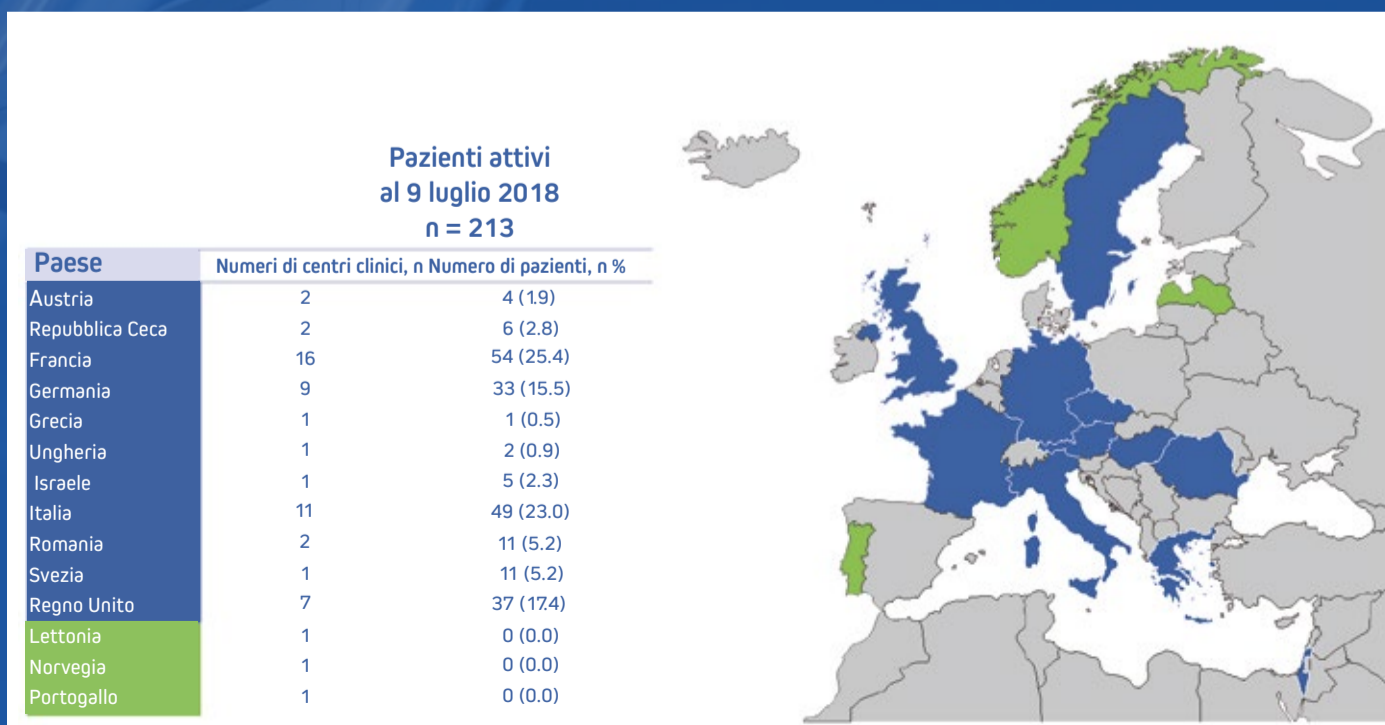 Pazienti attivi
al 9 luglio 2018
n = 213
Paese Numeri di centri clinici, n Numero di pazienti, n %
Austria 2 4 (1.9)
Repubblica Ceca 2 6 (2.8)
Francia 16 54 (25.4)
Germania 9 33 (15.5)
Grecia 1 1 (0.5)
Ungheria 1 2 (0.9)
Israele 1 5 (2.3)
Italia 11 49 (23.0)
Romania 2 11 (5.2)
Svezia 1 11 (5.2)
Regno Unito 7 37 (17.4)
Lettonia 1 0 (0.0)
Norvegia 1 0 (0.0)
Portogallo 1 0 (0.0)